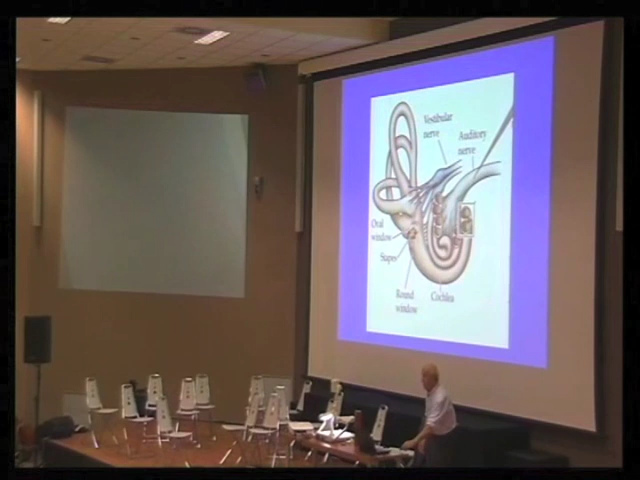 Vestibular
nerve
Auditory
nerve
Oval
window
Stapes
Round
window
Cochlea